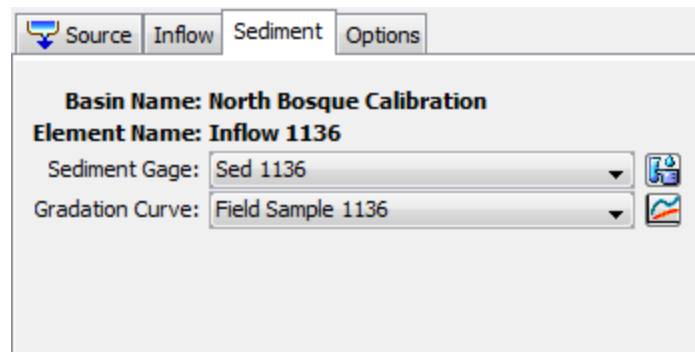 Source Inflow Sediment Options
Basin Name: North Bosque Calibration
Element Name: Inflow 1136
Sediment Gage: Sed 1136
Gradation Curve: Field Sample 1136